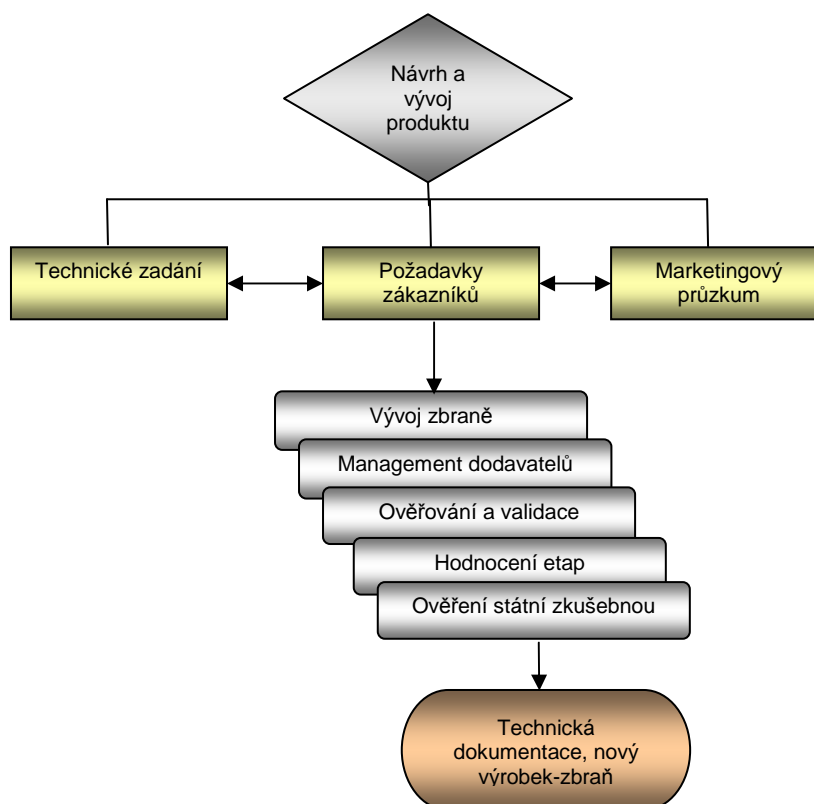 Návrh a
vývoj
produktu
Technické zadání
Požadavky
zákazníků
Marketingový
průzkum
Vývoj zbraně
Management dodavatelů
Ověřování a validace
Hodnocení etap
Ověření státní zkušebnou
Technická
dokumentace, nový
výrobek-zbraň